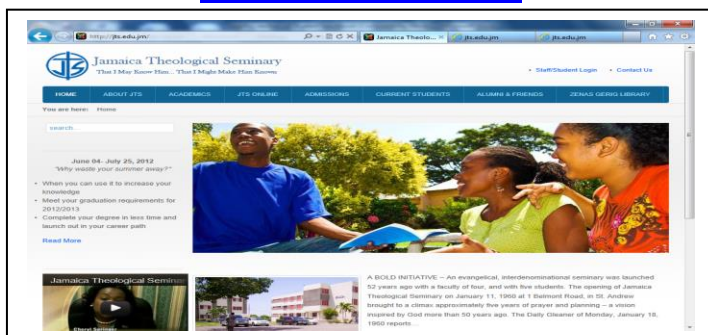 http://jts.edu.jm/
Jamaica Theolo...
jts.edu.jm
jts.edu.jm
JTS
Jamaica Theological Seminary
That I May Know Him... That I Might Make Him Known
Staff/Student Login
Contact Us
HOME ABOUT JTS ACADEMICS JTS ONLINE ADMISSIONS CURRENT STUDENTS ALUMNI & FRIENDS ZENAS GERIG LIBRARY
You are here: Home
search...
June 04- July 25, 2012
"Why waste your summer away?"
When you can use it to increase your
knowledge
Meet your graduation requirements for
2012/2013
Complete your degree in less time and
launch out in your career path
Read More
Jamaica Theological Semina
A BOLD INITIATIVE – An evangelical, interdenominational seminary was launched
52 years ago with a faculty of four, and with five students. The opening of Jamaica
Theological Seminary on January 11, 1960 at 1 Belmont Road, in St. Andrew
brought to a climax approximately five years of prayer and planning – a vision
inspired by God more than 50 years ago. The Daily Gleaner of Monday, January 18,
1960 reports...